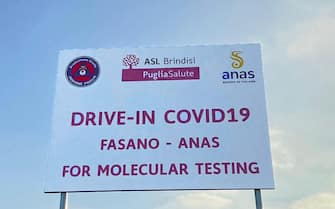 ASL Brindisi
PugliaSalute
anas
DRIVE-IN COVID19
FASANO - ANAS
FOR MOLECULAR TESTING